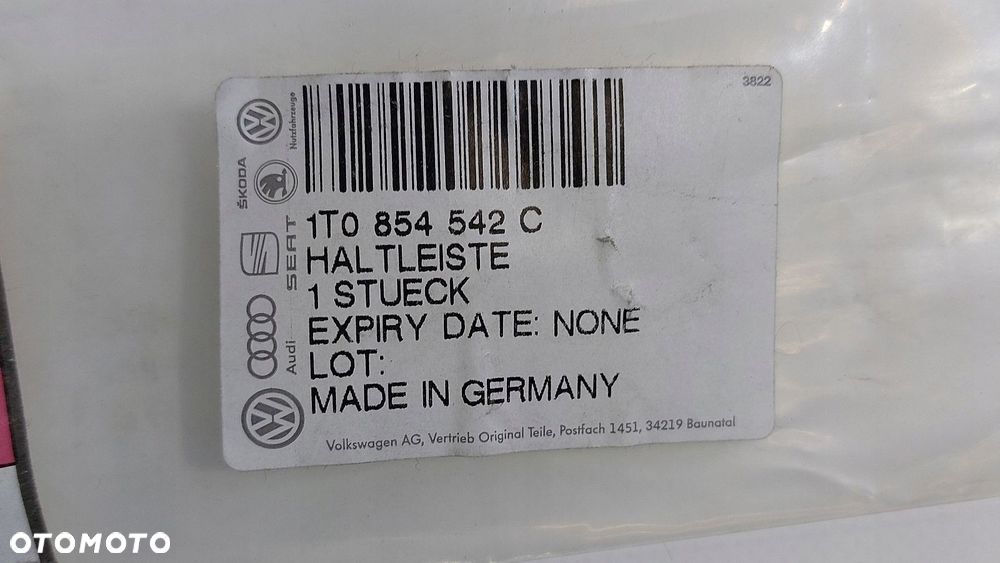 3822
Nutzfahrzeuge
ŠKODA
SEAT
Audi
1T0 854 542 C
HALTLEISTE
1 STUECK
EXPIRY DATE: NONE
LOT:
MADE IN GERMANY
Volkswagen AG, Vertrieb Original Teile, Postfach 1451, 34219 Baunatal
OTOMOTO